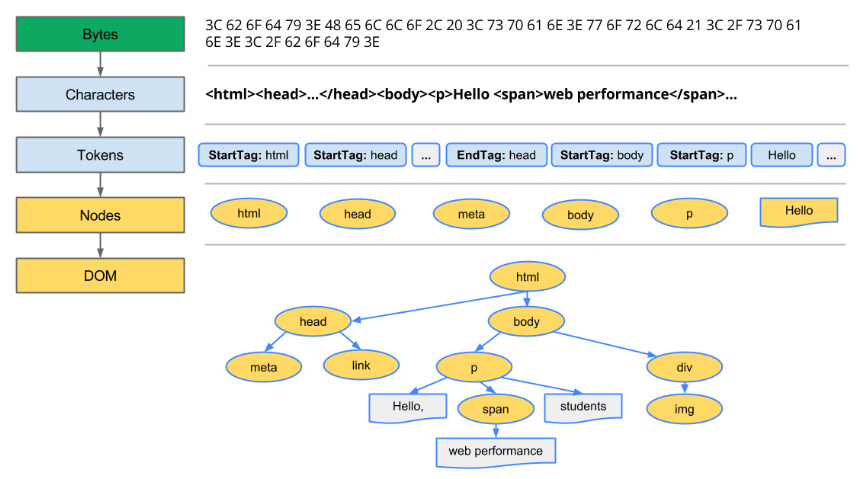 Bytes
3C 62 6F 64 79 3E 48 65 6C 6C 6F 2C 20 3C 73 70 61 6E 3E 77 6F 72 6C 64 21 3C 2F 73 70 61
6E 3E 3C 2F 62 6F 64 79 3E
Characters
<html><head>...</head><body><p>Hello <span>web performance</span>...
Tokens
StartTag: html
StartTag: head
...
EndTag: head
StartTag: body
StartTag: p
Hello
...
Nodes
html
head
meta
body
p
Hello
DOM
html
head
body
meta
link
p
div
Hello,
span
students
img
web performance